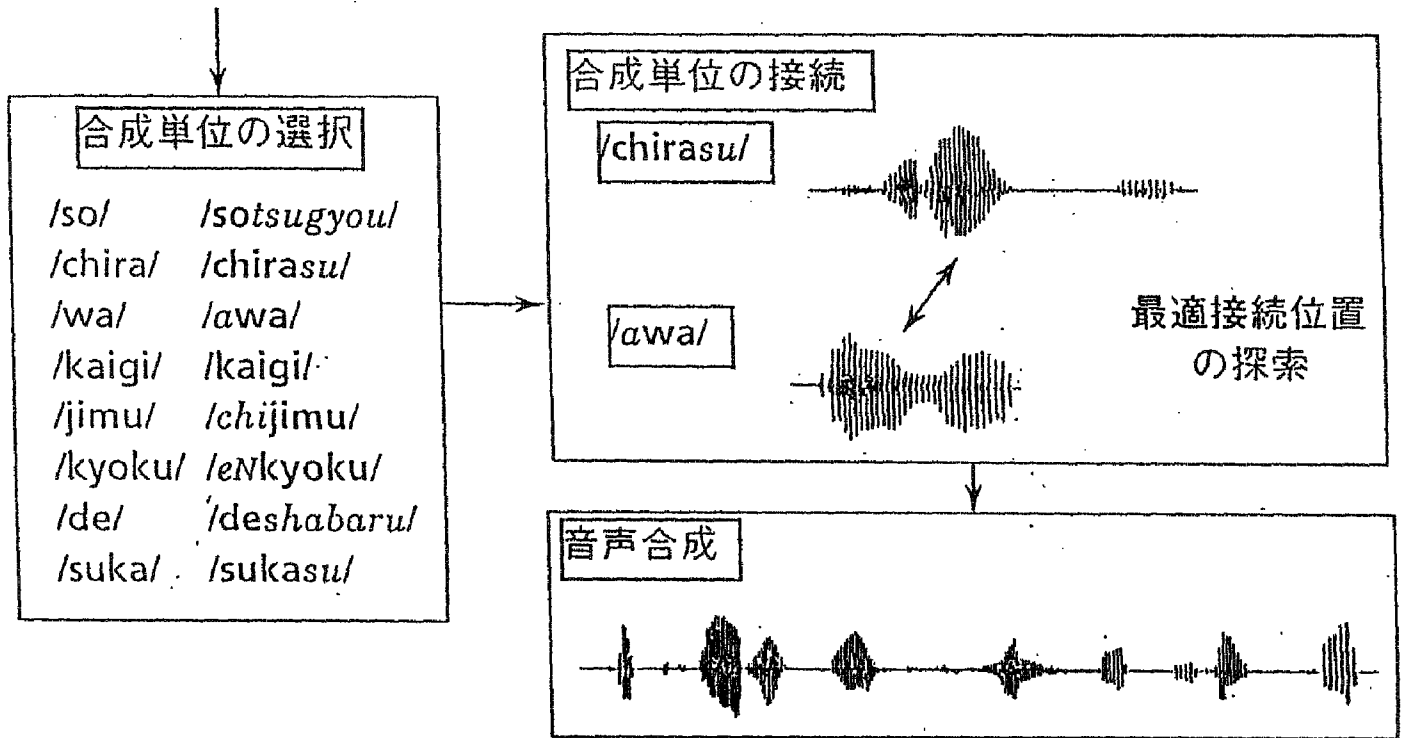 合成単位の選択
/so/ /sotsugyou/
/chira/ /chirasu/
/wa/ /awa/
/kaigi/ /kaigi/
/jimu/ /chijimu/
/kyoku/ /eNkyoku/
/de/ /deshabaru/
/suka/ /sukasu/
合成単位の接続
/chirasu/
/awa/
最適接続位置
の探索
音声合成